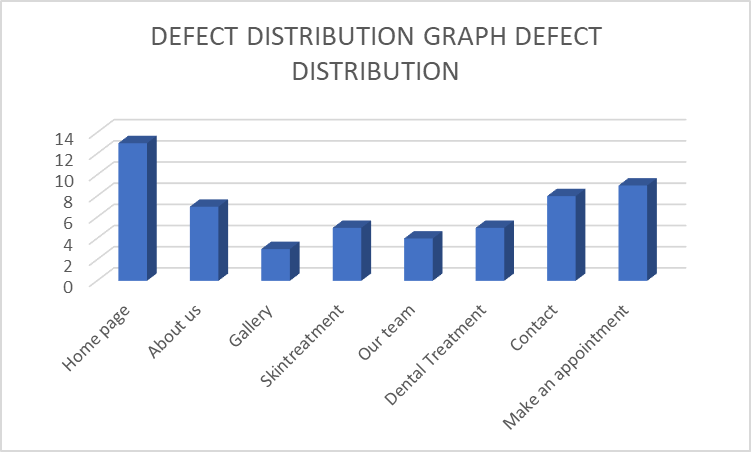 DEFECT DISTRIBUTION GRAPH DEFECT
DISTRIBUTION
14
12
10
8
6
4
2
0
Home page
About us
Gallery
Skintreatment
Our team
Dental Treatment
Contact
Make an appointment